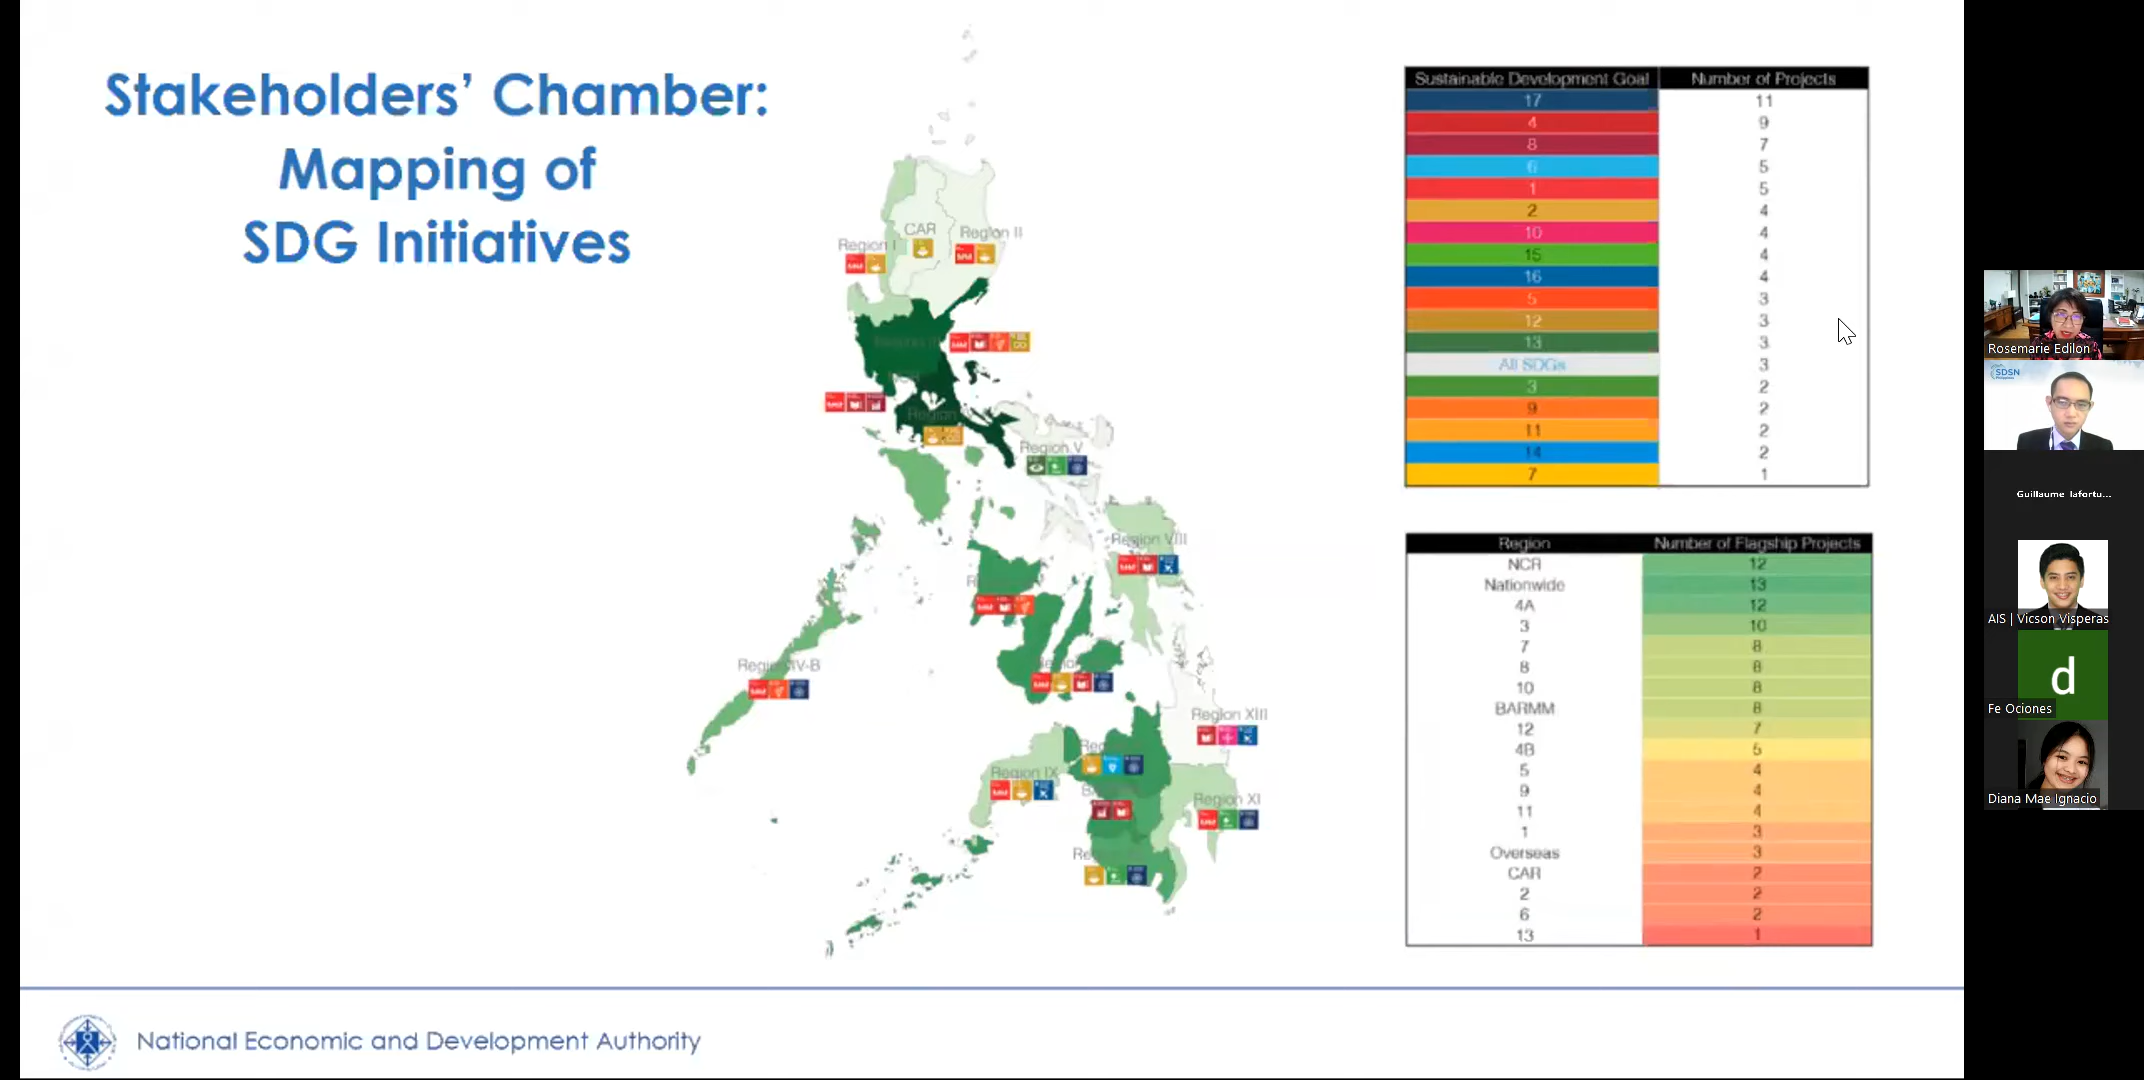 Stakeholders' Chamber:
Mapping of
SDG Initiatives
CAR
Region I
Region II
Region V
Region VIII
Region IV-B
Region XIII
Region IX
Region XI
Sustainable Development Goal Number of Projects
17 11
4 9
8 7
6 5
1 5
2 4
10 4
15 4
16 4
5 3
12 3
13 3
All SDGs 3
3 2
9 2
11 2
14 2
7 1
Region Number of Flagship Projects
NCR 12
Nationwide 13
4A 12
3 10
7 8
8 8
10 8
BARMM 8
12 7
4B 5
5 4
9 4
11 4
1 3
Overseas 3
CAR 2
2 2
6 2
13 1
National Economic and Development Authority
Rosemarie Edilon
SDSN
Guillaume lafortu...
AIS | Vicson Visperas
d
Fe Ociones
Diana Mae Ignacio